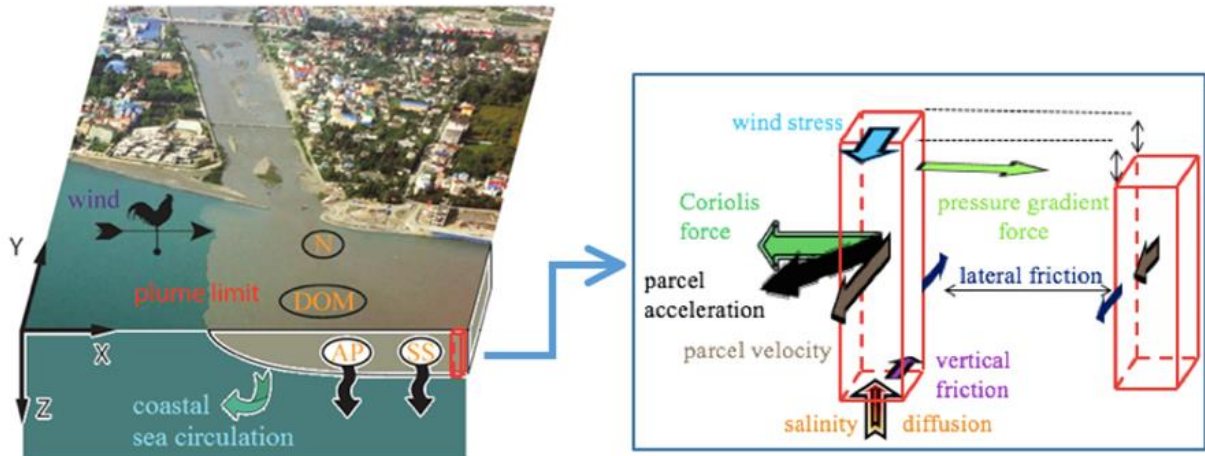 wind
Y
N
plume limit
DOM
X
AP
SS
Z
coastal
sea circulation
wind stress
Coriolis
force
pressure gradient
force
parcel
acceleration
lateral friction
parcel velocity
vertical
friction
salinity
diffusion